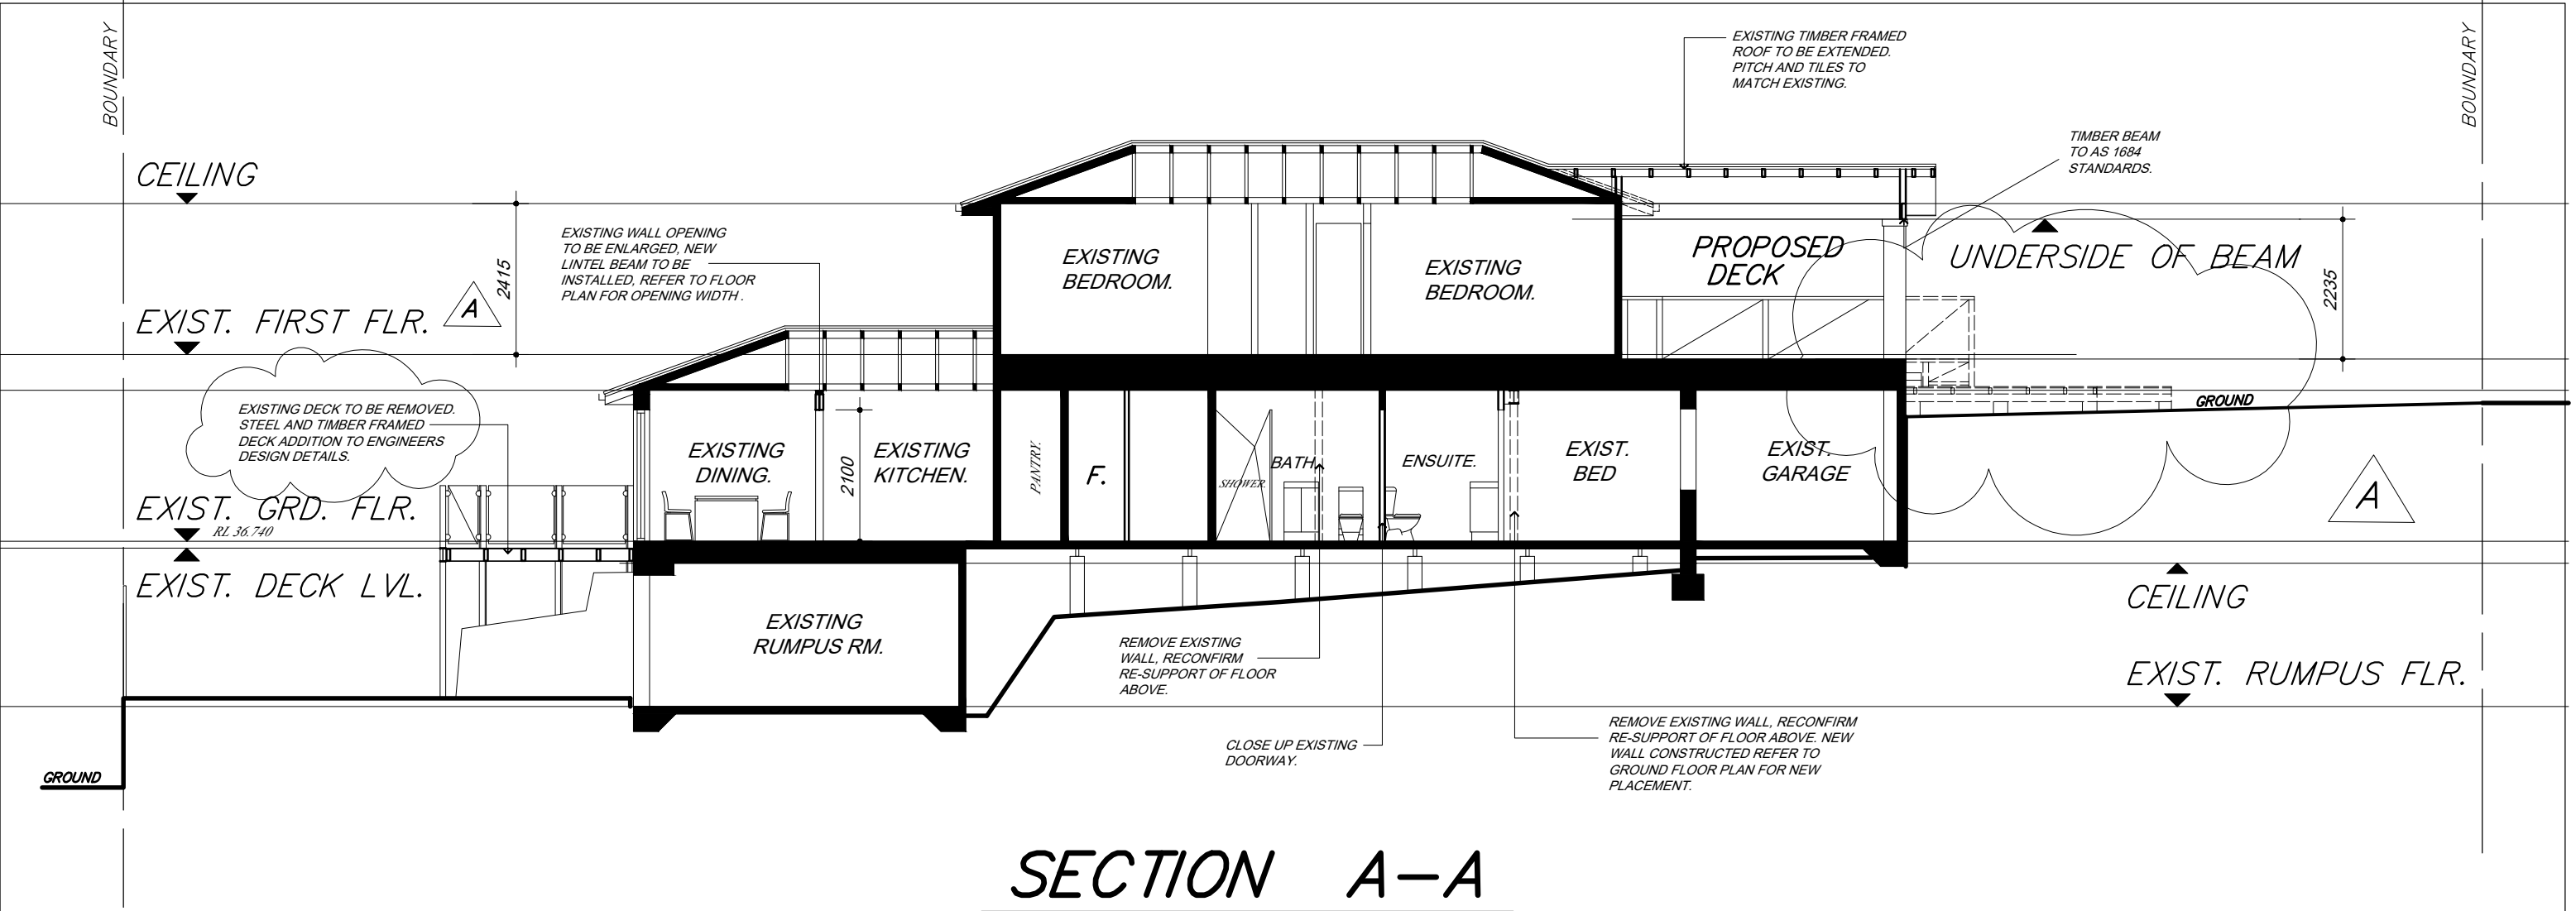 BOUNDARY
BOUNDARY
EXISTING TIMBER FRAMED
ROOF TO BE EXTENDED.
PITCH AND TILES TO
MATCH EXISTING.
TIMBER BEAM
TO AS 1684
STANDARDS.
CEILING
EXISTING WALL OPENING
TO BE ENLARGED, NEW
LINTEL BEAM TO BE
INSTALLED, REFER TO FLOOR
PLAN FOR OPENING WIDTH .
2415
A
EXISTING
BEDROOM.
EXISTING
BEDROOM.
PROPOSED
DECK
UNDERSIDE OF BEAM
2235
EXIST. FIRST FLR.
EXISTING DECK TO BE REMOVED.
STEEL AND TIMBER FRAMED
DECK ADDITION TO ENGINEERS
DESIGN DETAILS.
GROUND
EXISTING
DINING.
2100
EXISTING
KITCHEN.
PANTRY.
F.
SHOWER.
BATH.
ENSUITE.
EXIST.
BED
EXIST.
GARAGE
A
EXIST. GRD. FLR.
RL 36.740
EXIST. DECK LVL.
CEILING
EXISTING
RUMPUS RM.
REMOVE EXISTING
WALL, RECONFIRM
RE-SUPPORT OF FLOOR
ABOVE.
EXIST. RUMPUS FLR.
CLOSE UP EXISTING
DOORWAY.
REMOVE EXISTING WALL, RECONFIRM
RE-SUPPORT OF FLOOR ABOVE. NEW
WALL CONSTRUCTED REFER TO
GROUND FLOOR PLAN FOR NEW
PLACEMENT.
GROUND
SECTION A-A